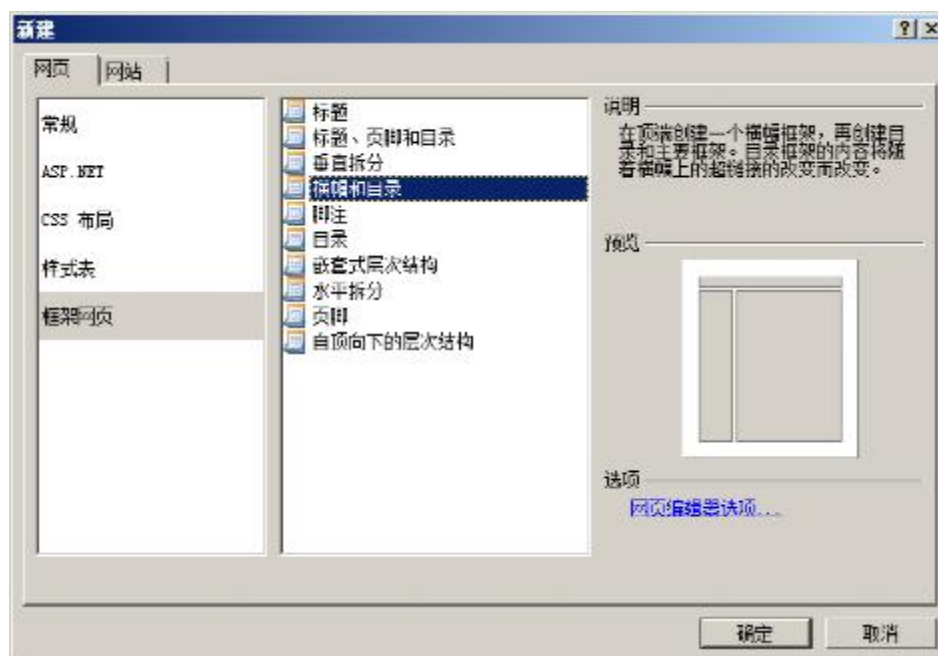 新建
网页
网站
常规
ASP.NET
CSS 布局
样式表
框架网页
标题
标题、页脚和目录
垂直拆分
横幅和目录
脚注
目录
嵌套式层次结构
水平拆分
页脚
自顶向下的层次结构
说明
在顶端创建一个横幅框架，再创建目
录和主要框架。目录框架的内容将随
着横幅上的超链接的改变而改变。
预览
选项
网页编辑器选项...
确定
取消